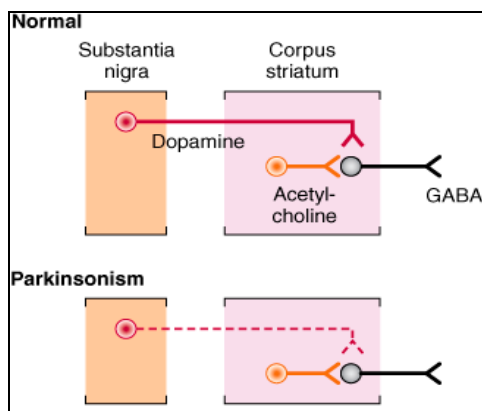 Normal
Substantia
nigra
Corpus
striatum
Dopamine
Acetyl-
choline
GABA
Parkinsonism